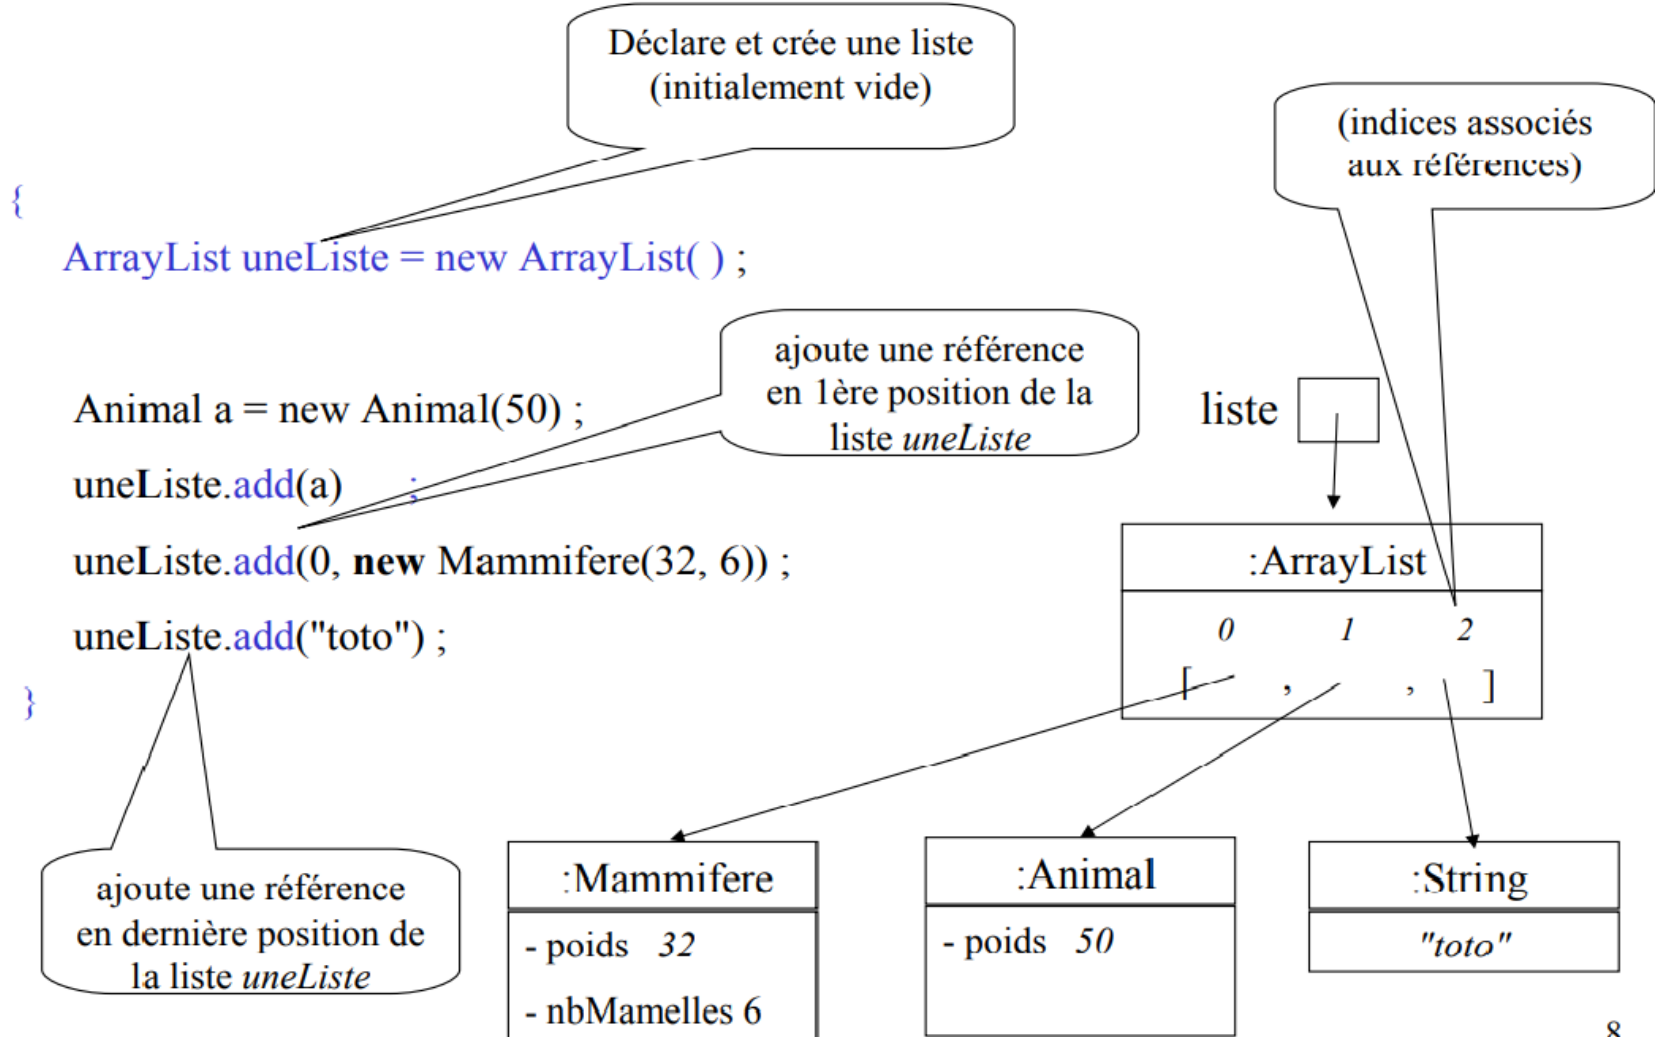 Déclare et crée une liste
(initialement vide)
(indices associés
aux références)
{
ArrayList uneListe = new ArrayList( ) ;
ajoute une référence
en 1ère position de la
liste uneListe
Animal a = new Animal(50) ;
liste
uneListe.add(a) ;
uneListe.add(0, new Mammifere(32, 6)) ;
:ArrayList
uneListe.add("toto") ;
0 1 2
[ , , ]
}
ajoute une référence
en dernière position de
la liste uneListe
:Mammifere
- poids 32
- nbMamelles 6
:Animal
- poids 50
:String
"toto"
8